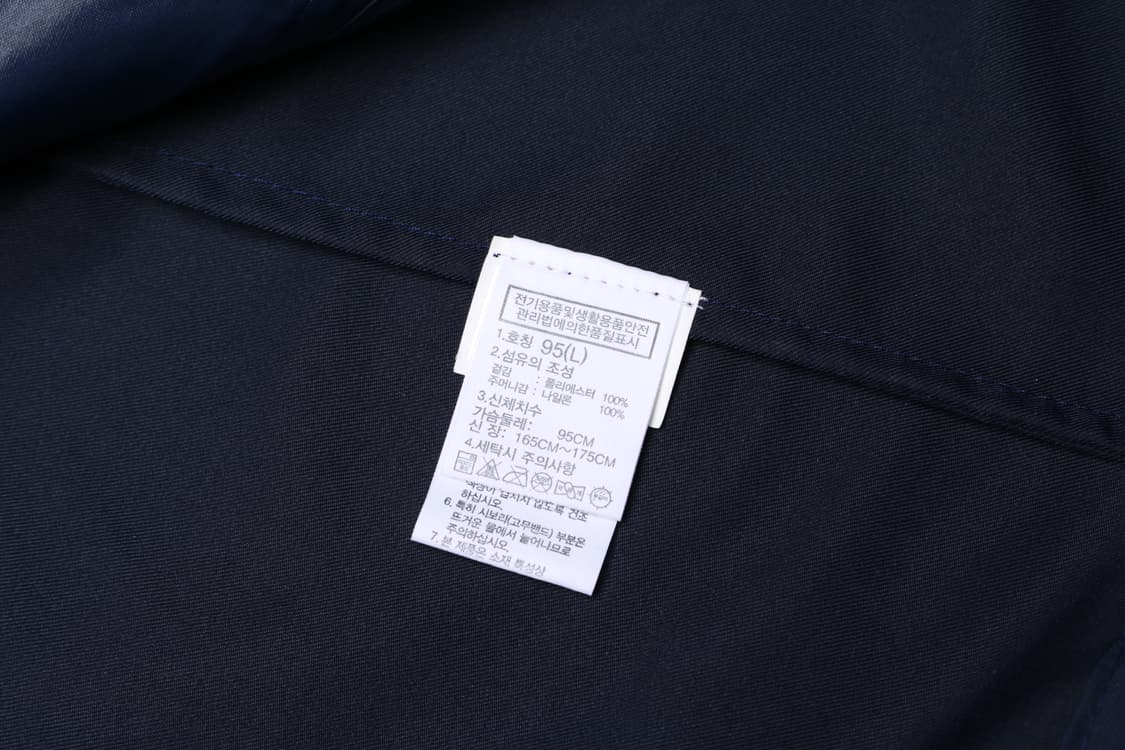 전기용품및생활용품안전
관리법에의한품질표시
1.호칭 95(L)
2.섬유의 조성
겉감 : 폴리에스터 100%
주머니감 : 나일론 100%
3.신체치수
가슴둘레: 95CM
신 장: 165CM~175CM
4.세탁시 주의사항
않도록 건조
하십시오.
6. 특히 시보리(고무밴드) 부분은
뜨거운 물에서 늘어나므로
주의하십시오.
7. 본 제품은 소재 특성상